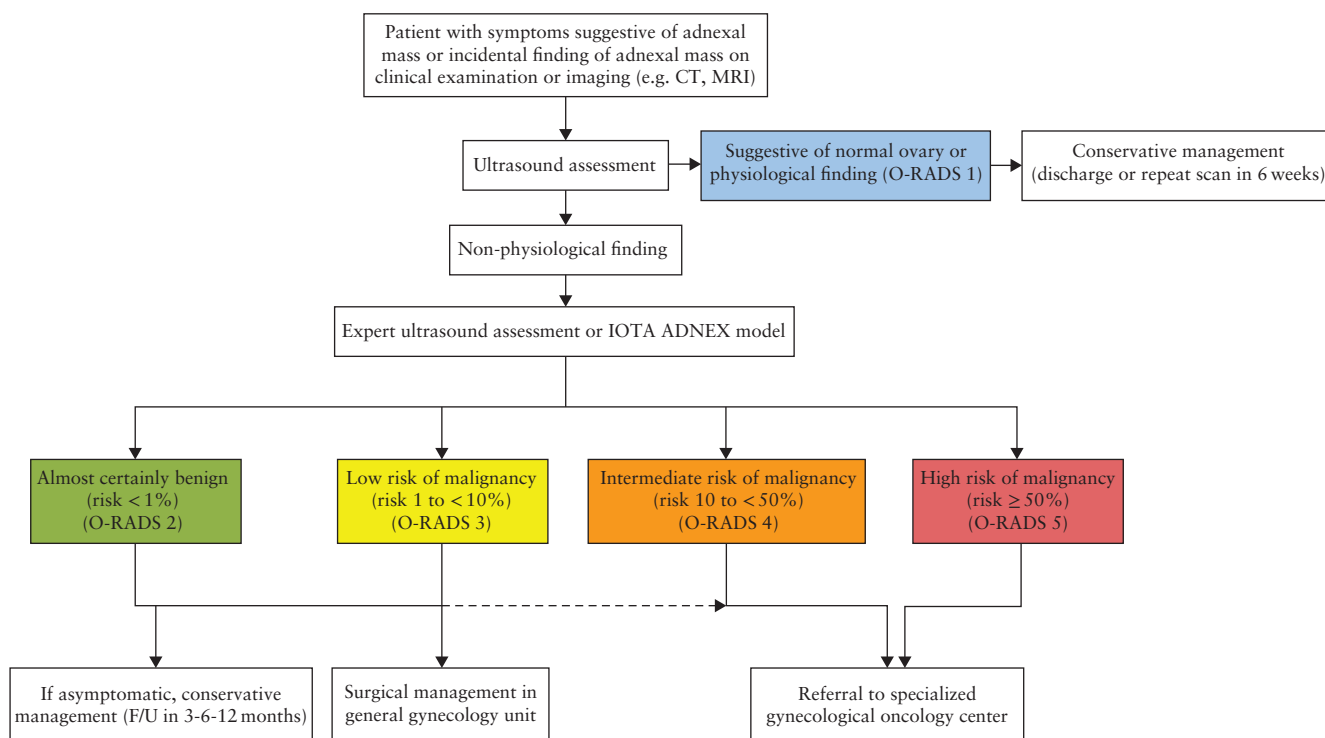 Patient with symptoms suggestive of adnexal
mass or incidental finding of adnexal mass on
clinical examination or imaging (e.g. CT, MRI)
Ultrasound assessment
Suggestive of normal ovary or
physiological finding (O-RADS 1)
Conservative management
(discharge or repeat scan in 6 weeks)
Non-physiological finding
Expert ultrasound assessment or IOTA ADNEX model
Almost certainly benign
(risk < 1%)
(O-RADS 2)
Low risk of malignancy
(risk 1 to < 10%)
(O-RADS 3)
Intermediate risk of malignancy
(risk 10 to < 50%)
(O-RADS 4)
High risk of malignancy
(risk ≥ 50%)
(O-RADS 5)
If asymptomatic, conservative
management (F/U in 3-6-12 months)
Surgical management in
general gynecology unit
Referral to specialized
gynecological oncology center